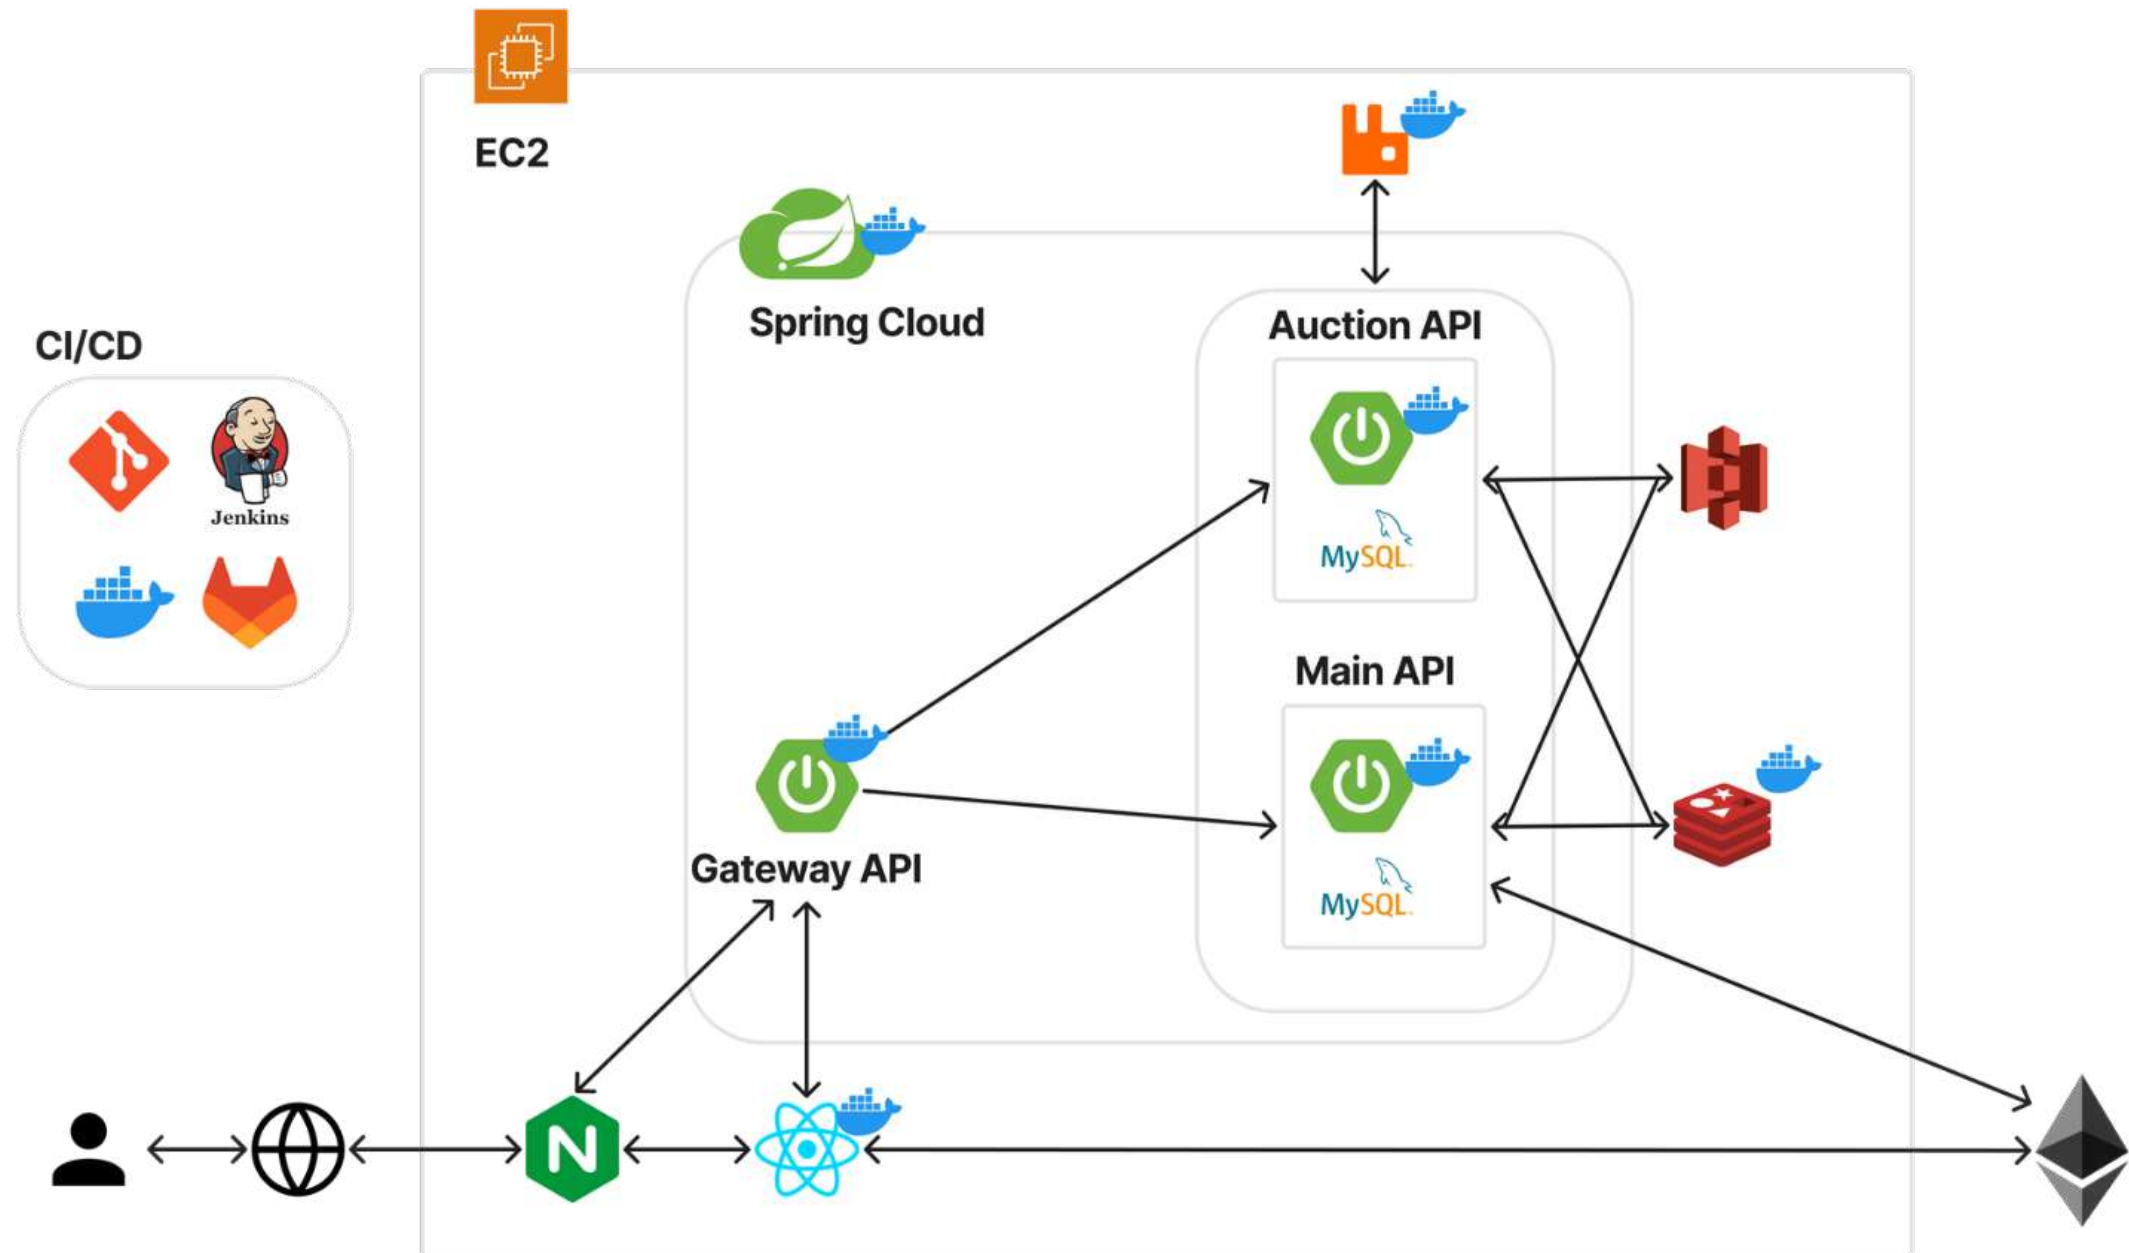 EC2
Spring Cloud
Auction API
CI/CD
Jenkins
MySQL
Main API
Gateway API
MySQL
N